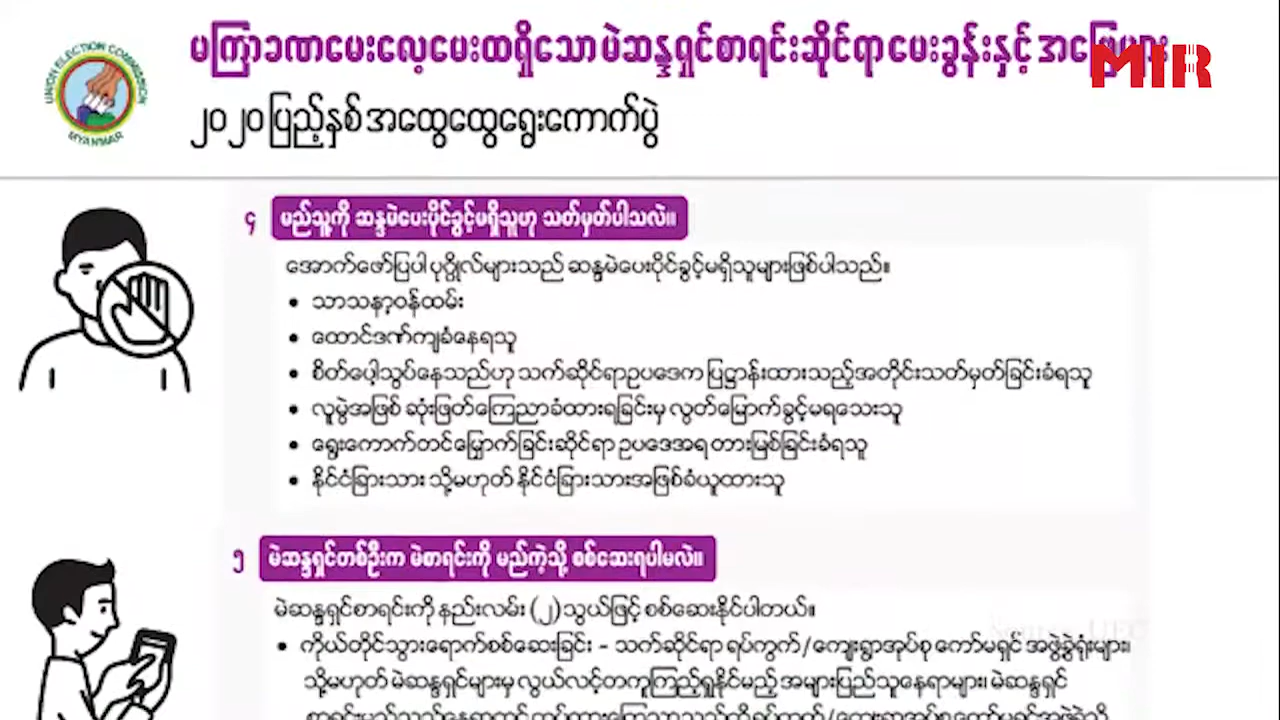 မကြာခဏမေးလေ့မေးထရှိသော မဲဆန္ဒရှင်စာရင်းဆိုင်ရာ မေးခွန်းနှင့်
MIR
UNION ELECTION COMMISSION
MYANMAR
၂၀၂၀ ပြည့်နှစ် အထွေထွေရွေးကောက်ပွဲ
၄ မည်သူ့ကို ဆန္ဒမဲပေးပိုင်ခွင့်မရှိသူဟု သတ်မှတ်ပါသလဲ။
အောက်ဖော်ပြပါ ပုဂ္ဂိုလ်များသည် ဆန္ဒမဲပေးပိုင်ခွင့်မရှိသူများဖြစ်ပါသည်။
• သာသနာ့ဝန်ထမ်း
• ထောင်ဒဏ်ကျခံနေရသူ
• စိတ်ပေါ့သွပ်နေသည်ဟု သက်ဆိုင်ရာဥပဒေက ပြဋ္ဌာန်းထားသည့်အတိုင်းသတ်မှတ်ခြင်းခံရသူ
• လူမွဲအဖြစ် ဆုံးဖြတ်ကြေညာခံထားရခြင်းမှ လွတ်မြောက်ခွင့်မရသေးသူ
• ရွေးကောက်တင်မြှောက်ခြင်းဆိုင်ရာ ဥပဒေအရ တားမြစ်ခြင်းခံရသူ
• နိုင်ငံခြားသား သို့မဟုတ် နိုင်ငံခြားသားအဖြစ်ခံယူထားသူ
၅ မဲဆန္ဒရှင်တစ်ဦးက မဲစာရင်းကို မည်ကဲ့သို့ စစ်ဆေးရပါမလဲ။
မဲဆန္ဒရှင်စာရင်းကို နည်းလမ်း (၂) သွယ်ဖြင့် စစ်ဆေးနိုင်ပါတယ်။
• ကိုယ်တိုင်သွားရောက်စစ်ဆေးခြင်း – သက်ဆိုင်ရာ ရပ်ကွက်/ကျေးရွာအုပ်စု ကော်မရှင် အဖွဲ့ခွဲရုံးများ၊
သို့မဟုတ် မဲဆန္ဒရှင်များမှ လွယ်လင့်တကူကြည့်ရှုနိုင်မည့် အများပြည်သူနေရာများ၊ မဲဆန္ဒရှင်